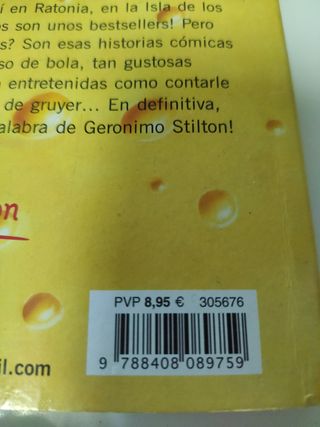 í en Ratonia, en la Isla de los
os son unos bestsellers! Pero
s? Son esas historias cómicas
so de bola, tan gustosas
n entretenidas como contarle
de gruyer... En definitiva,
alabra de Geronimo Stilton!
on
PVP 8,95 € 305676
9 788408 089759
il.com